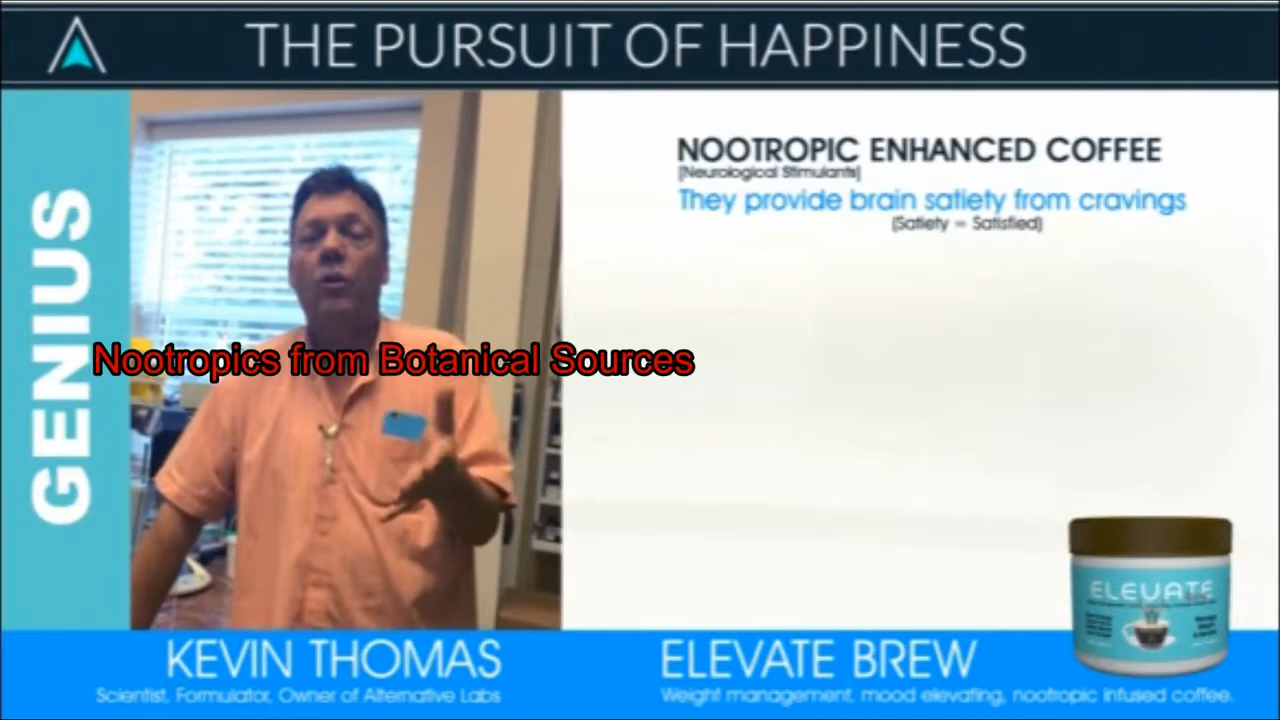 THE PURSUIT OF HAPPINESS
GENIUS
NOOTROPIC ENHANCED COFFEE
[Neurological Stimulants]
They provide brain satiety from cravings
(Satiety = Satisfied)
Nootropics from Botanical Sources
ELEVATE
KEVIN THOMAS
Scientist, Formulator, Owner of Alternative Labs
ELEVATE BREW
Weight management, mood elevating, nootropic infused coffee.